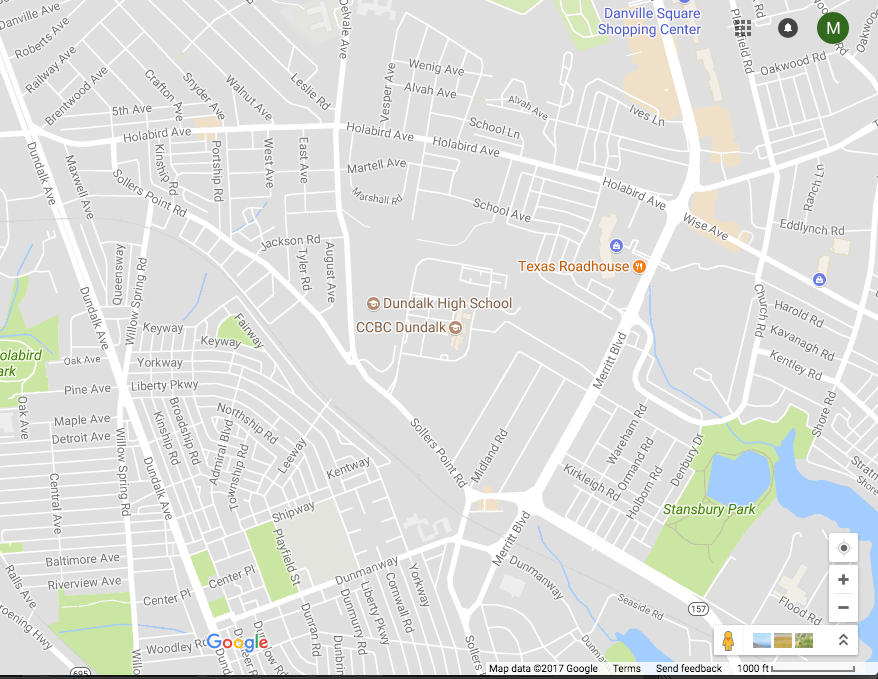 Danville Ave
Delvale Ave
Danville Square
Shopping Center
Playfield Rd
M
Oakwood Rd
Roberts Ave
Railway Ave
Brentwood Ave
Crafton Ave
Snyder Ave
Walnut Ave
Leslie Rd
Vesper Ave
Wenig Ave
Alvah Ave
Alvah Ave
Ives Ln
5th Ave
School Ln
Holabird Ave
Holabird Ave
Holabird Ave
Dundalk Ave
Maxwell Ave
Kinship Rd
Portship Rd
West Ave
East Ave
Martell Ave
Marshall Rd
School Ave
Holabird Ave
Ranch Ln
Sollers Point Rd
Wise Ave
Eddlynch Rd
Jackson Rd
Tyler Rd
August Ave
Queensway
Willow Spring Rd
Texas Roadhouse
Dundalk Ave
Dundalk High School
CCBC Dundalk
Church Rd
Harold Rd
Kavanagh Rd
Kentley Rd
Shore Rd
Keyway
Keyway
Fairway
olabird
ark
Oak Ave
Yorkway
Liberty Pkwy
Pine Ave
Merritt Blvd
Oak Ave
Maple Ave
Detroit Ave
Kinship Rd
Broadship Rd
Northship Rd
Admiral Blvd
Township Rd
Leeway
Kentway
Sollers Point Rd
Midland Rd
Wareham Rd
Ormand Rd
Holborn Rd
Kirkleigh Rd
Denbury Dr
Willow Spring Rd
Dundalk Ave
Central Ave
Stansbury Park
Shipway
Playfield St
Merritt Blvd
Baltimore Ave
Riverview Ave
Ralls Ave
Center Pl
Center Pl
Dunmanway
Dunmanway
Yorkway
Cornwall Rd
Liberty Pkwy
Dunmurry Rd
Dunran Rd
Seaside Rd
157
Flood Rd
Woodley Rd
Google
695
Map data ©2017 Google
Terms
Send feedback
1000 ft